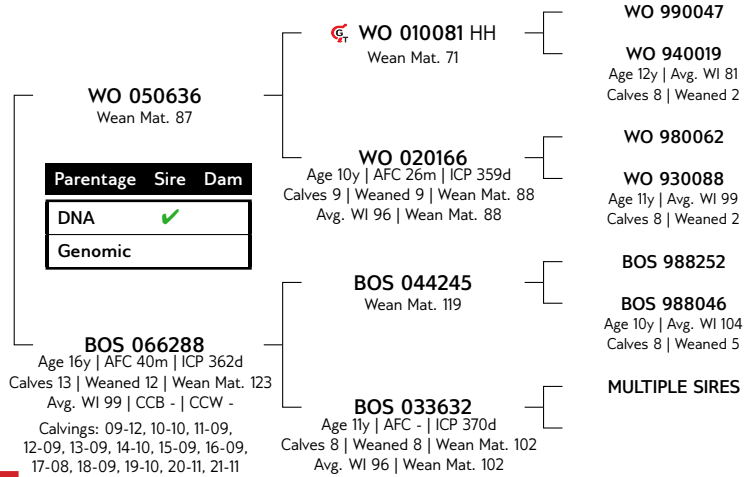 WO 050636
Wean Mat. 87
Parentage Sire Dam
DNA ✔
Genomic
BOS 066288
Age 16y | AFC 40m | ICP 362d
Calves 13 | Weaned 12 | Wean Mat. 123
Avg. WI 99 | CCB - | CCW -
Calvings: 09-12, 10-10, 11-09,
12-09, 13-09, 14-10, 15-09, 16-09,
17-08, 18-09, 19-10, 20-11, 21-11
GT WO 010081 HH
Wean Mat. 71
WO 020166
Age 10y | AFC 26m | ICP 359d
Calves 9 | Weaned 9 | Wean Mat. 88
Avg. WI 96 | Wean Mat. 88
BOS 044245
Wean Mat. 119
BOS 033632
Age 11y | AFC - | ICP 370d
Calves 8 | Weaned 8 | Wean Mat. 102
Avg. WI 96 | Wean Mat. 102
WO 990047
WO 940019
Age 12y | Avg. WI 81
Calves 8 | Weaned 2
WO 980062
WO 930088
Age 11y | Avg. WI 99
Calves 8 | Weaned 2
BOS 988252
BOS 988046
Age 10y | Avg. WI 104
Calves 8 | Weaned 5
MULTIPLE SIRES